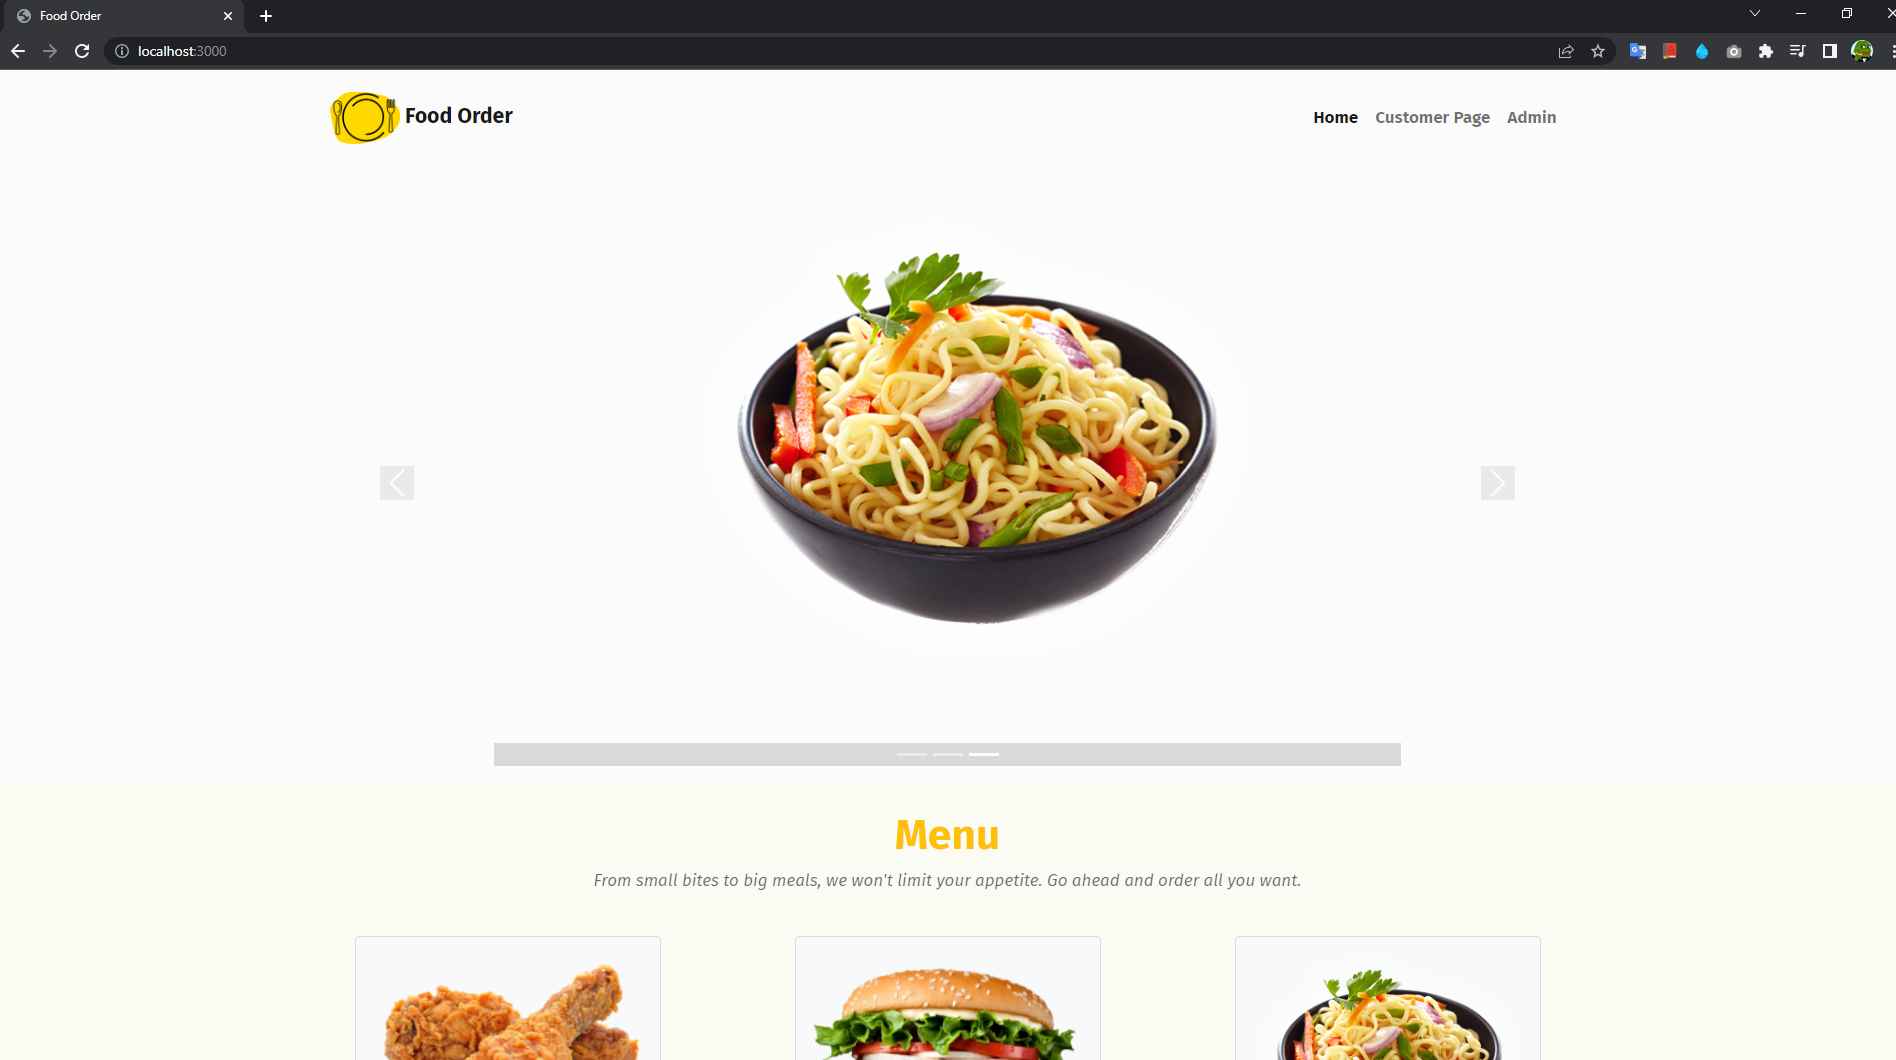 Food Order
localhost:3000
Food Order
Home Customer Page Admin
Menu
From small bites to big meals, we won't limit your appetite. Go ahead and order all you want.